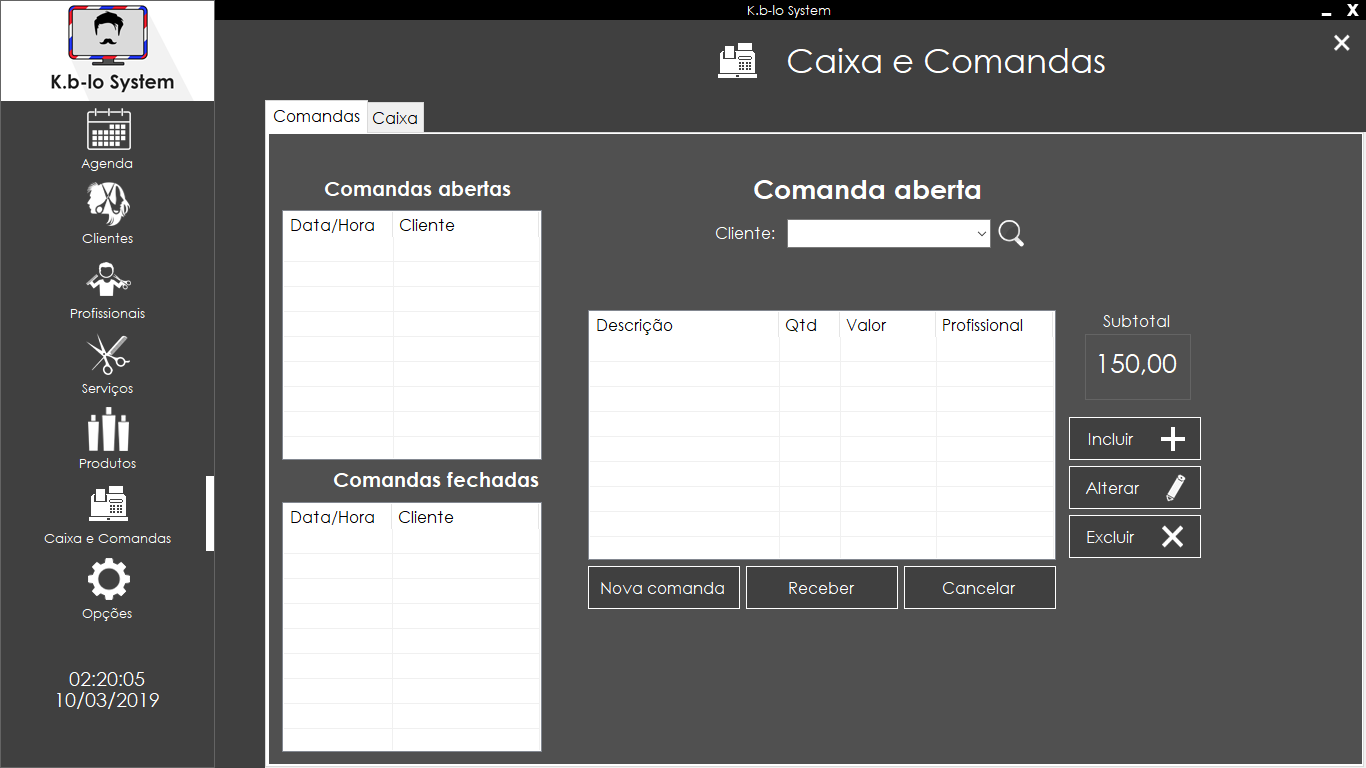 K.b-lo System
K.b-lo System
Agenda
Clientes
Profissionais
Serviços
Produtos
Caixa e Comandas
Opções
02:20:05
10/03/2019
Caixa e Comandas
Comandas Caixa
Comandas abertas
Data/Hora Cliente
Comandas fechadas
Data/Hora Cliente
Comanda aberta
Cliente:
Descrição Qtd Valor Profissional
Subtotal
150,00
Incluir
Alterar
Excluir
Nova comanda Receber Cancelar